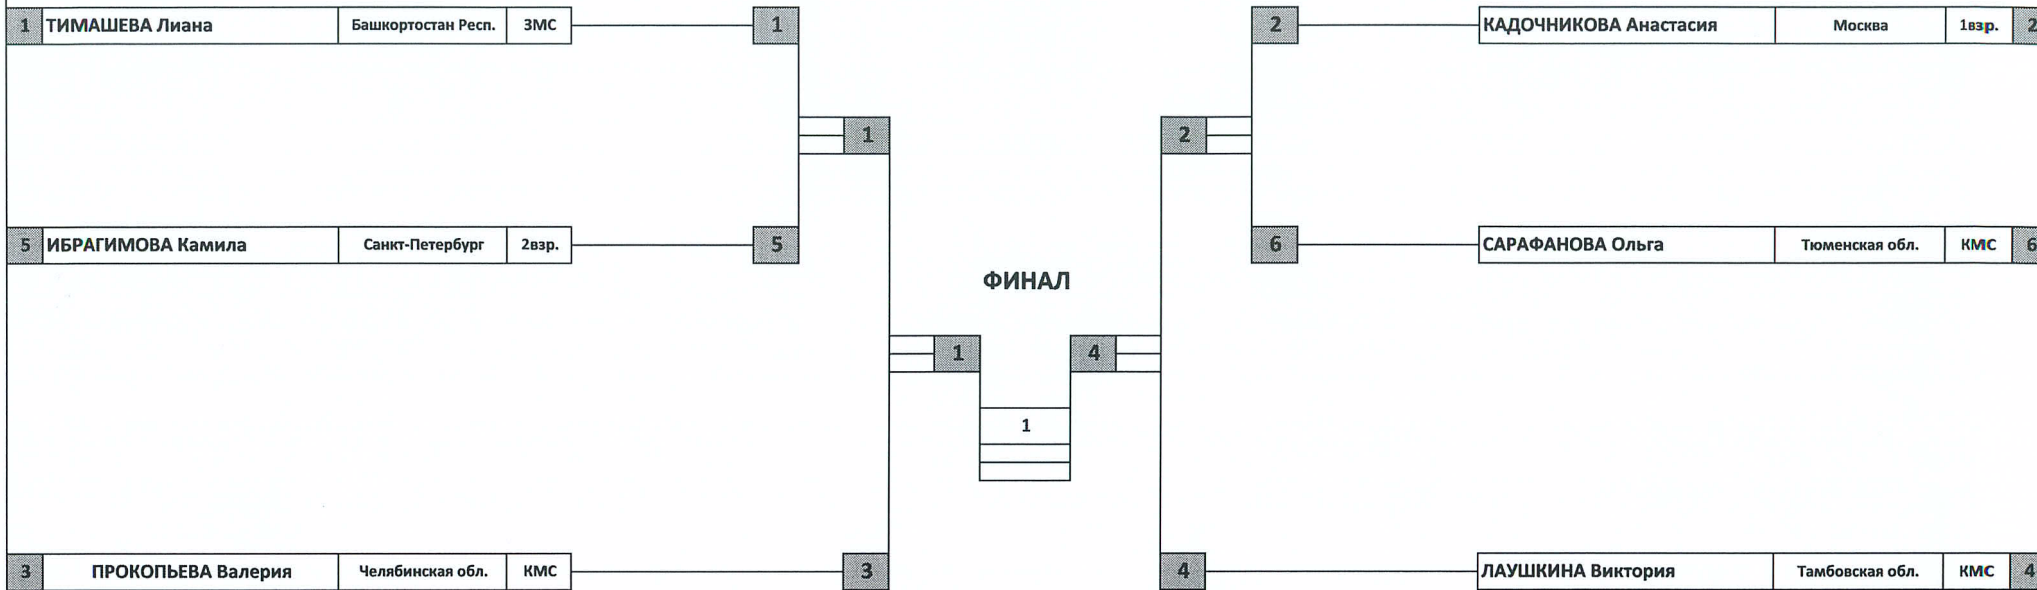 1 ТИМАШЕВА Лиана Башкортостан Респ. ЗМС 1 2 КАДОЧНИКОВА Анастасия Москва 1взр. 2
1 2
5 ИБРАГИМОВА Камила Санкт-Петербург 2взр. 5 6 САРАФАНОВА Ольга Тюменская обл. КМС 6
ФИНАЛ
1 4
1
3 ПРОКОПЬЕВА Валерия Челябинская обл. КМС 3 4 ЛАУШКИНА Виктория Тамбовская обл. КМС 4